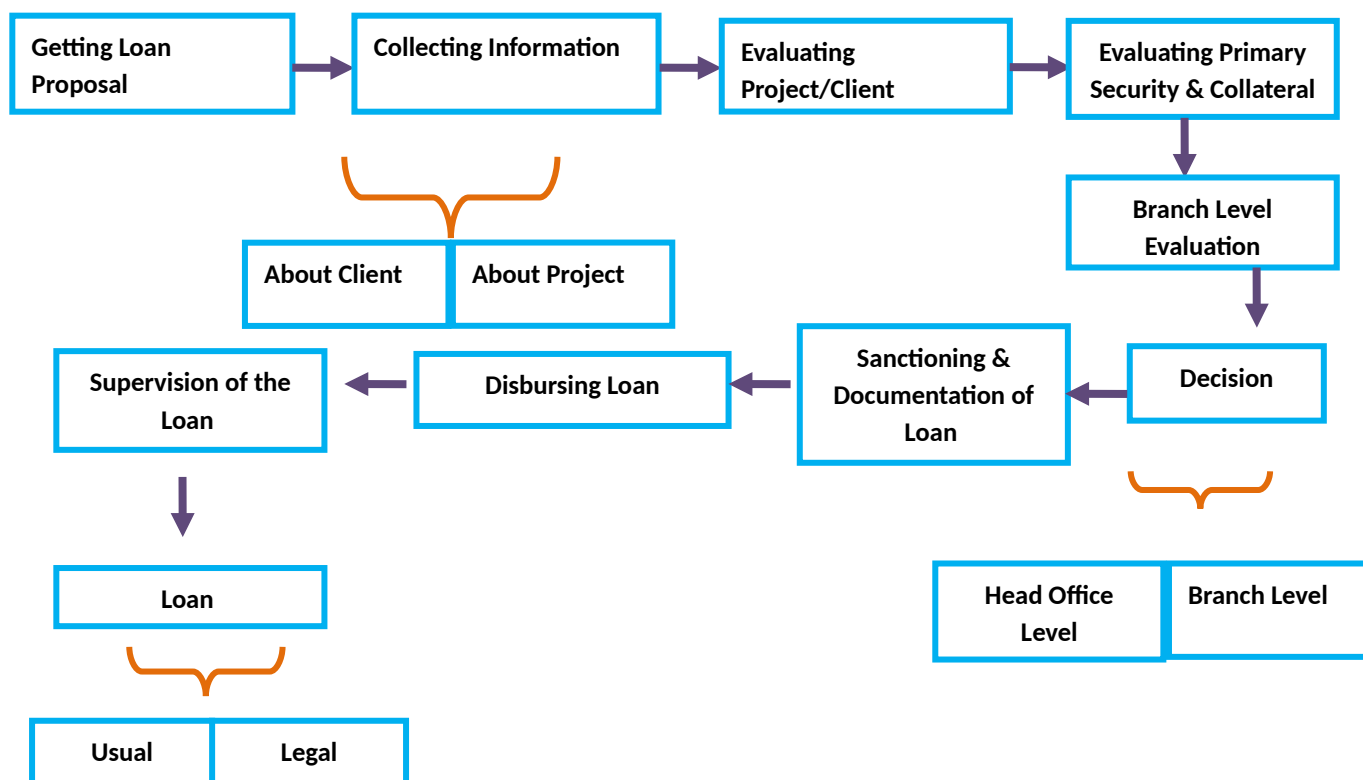 Getting Loan
Proposal
Collecting Information
Evaluating
Project/Client
Evaluating Primary
Security & Collateral
Branch Level
Evaluation
About Client
About Project
Supervision of the
Loan
Disbursing Loan
Sanctioning &
Documentation of
Loan
Decision
Loan
Head Office
Level
Branch Level
Usual
Legal